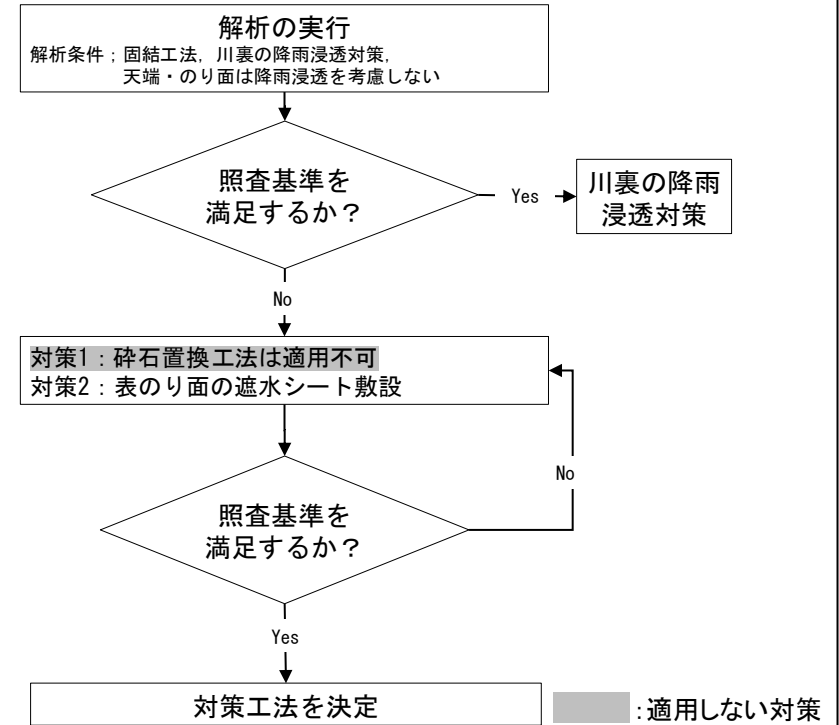 解析の実行
解析条件；固結工法，川裏の降雨浸透対策，
天端・のり面は降雨浸透を考慮しない
照査基準を
満足するか？
Yes
川裏の降雨
浸透対策
No
対策1：砕石置換工法は適用不可
対策2：表のり面の遮水シート敷設
No
照査基準を
満足するか？
Yes
対策工法を決定
：適用しない対策